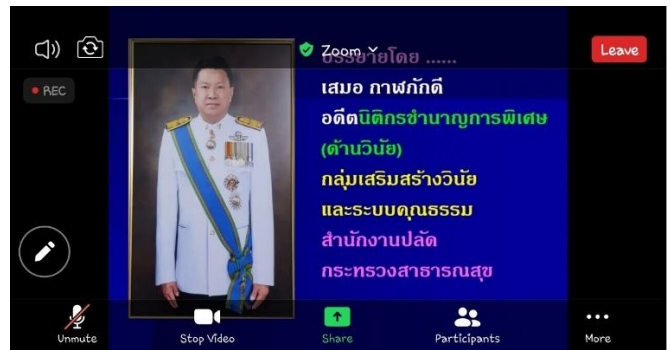 Zoom
Leave
REC
บรรยายโดย ......
เสมอ กาฬภักดี
อดีตนิติกรชำนาญการพิเศษ
(ด้านวินัย)
กลุ่มเสริมสร้างวินัย
และระบบคุณธรรม
สำนักงานปลัด
กระทรวงสาธารณสุข
Unmute
Stop Video
Share
Participants
More